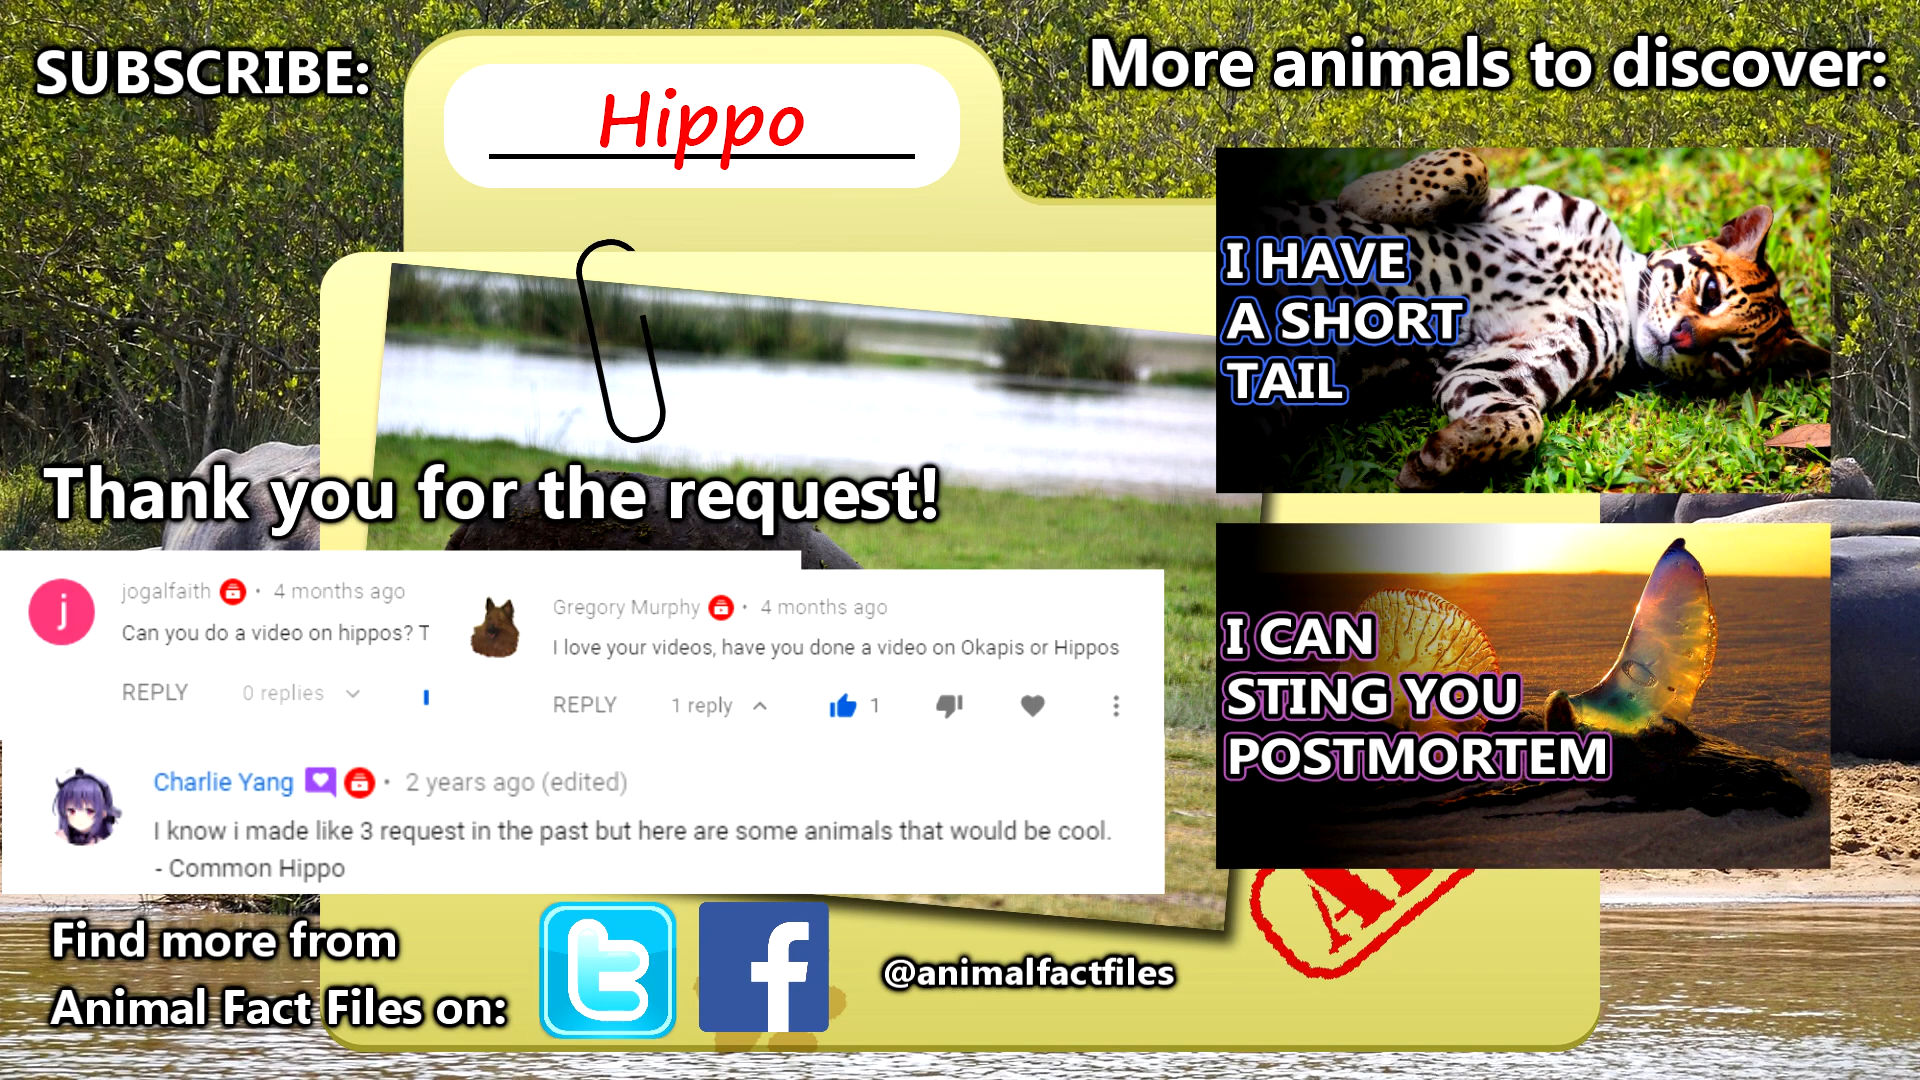 SUBSCRIBE:
Hippo
More animals to discover:
I HAVE
A SHORT
TAIL
Thank you for the request!
j
jogalfaith • 4 months ago
Can you do a video on hippos? T
REPLY 0 replies
Gregory Murphy • 4 months ago
I love your videos, have you done a video on Okapis or Hippos
REPLY 1 reply 1
Charlie Yang • 2 years ago (edited)
I know i made like 3 request in the past but here are some animals that would be cool.
- Common Hippo
I CAN
STING YOU
POSTMORTEM
Find more from
Animal Fact Files on:
t
f
@animalfactfiles